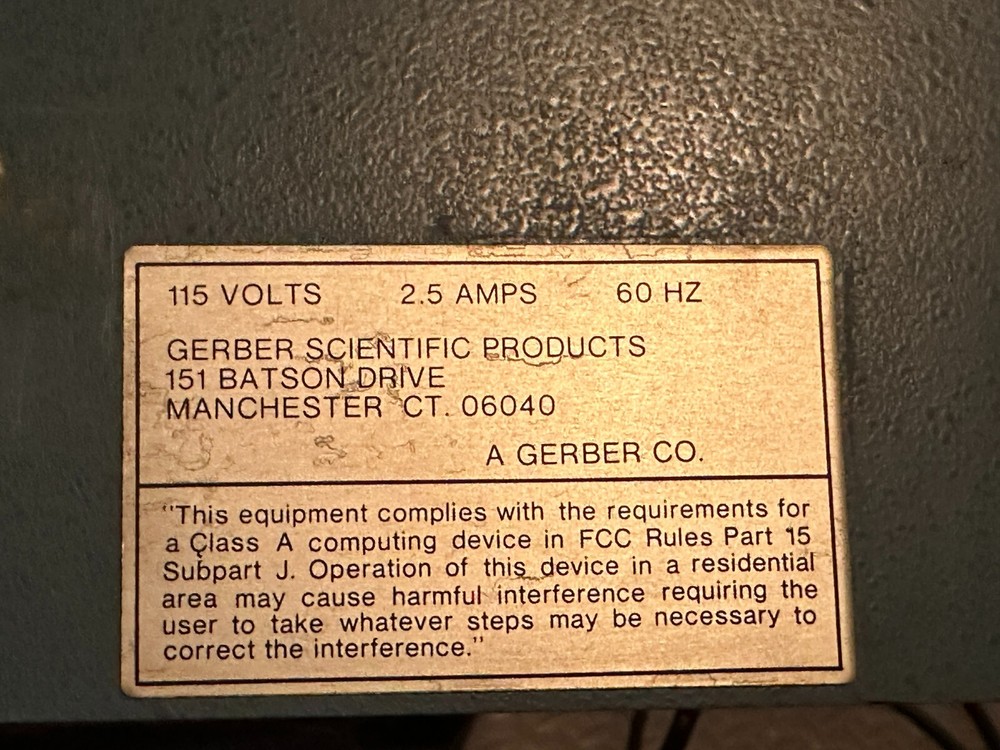 115 VOLTS 2.5 AMPS 60 HZ
GERBER SCIENTIFIC PRODUCTS
151 BATSON DRIVE
MANCHESTER CT. 06040
A GERBER CO.
"This equipment complies with the requirements for
a Class A computing device in FCC Rules Part 15
Subpart J. Operation of this device in a residential
area may cause harmful interference requiring the
user to take whatever steps may be necessary to
correct the interference."